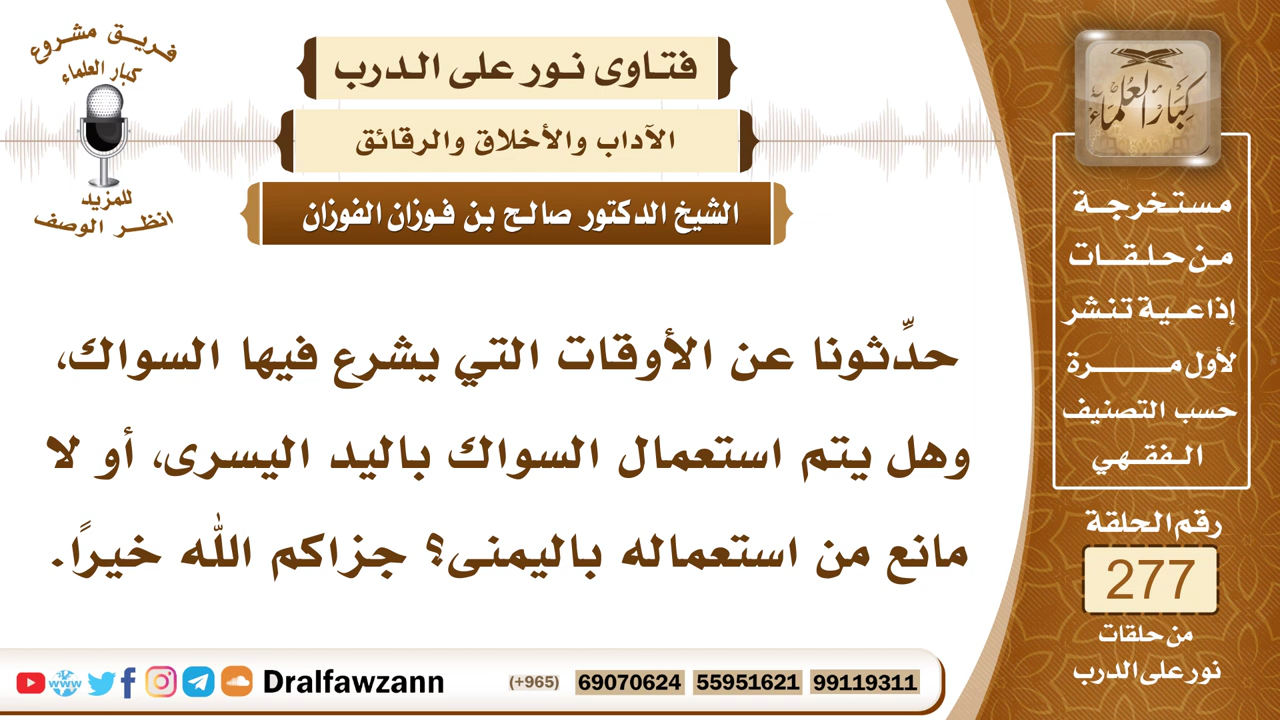 فريق مشروع
كبار العلماء
للمزيد
انظر الوصف
فتاوى نور على الدرب
الآداب والأخلاق والرقائق
الشيخ الدكتور صالح بن فوزان الفوزان
حدِّثونا عن الأوقات التي يشرع فيها السواك،
وهل يتم استعمال السواك باليد اليسرى، أو لا
مانع من استعماله باليمنى؟ جزاكم الله خيرًا.
كبار العلماء
مستخرجة
من حلقات
إذاعية تنشر
لأول مرة
حسب التصنيف
الفقهي
رقم الحلقة
277
من حلقات
نور على الدرب
www
Dralfawzann (+965) 69070624 55951621 99119311